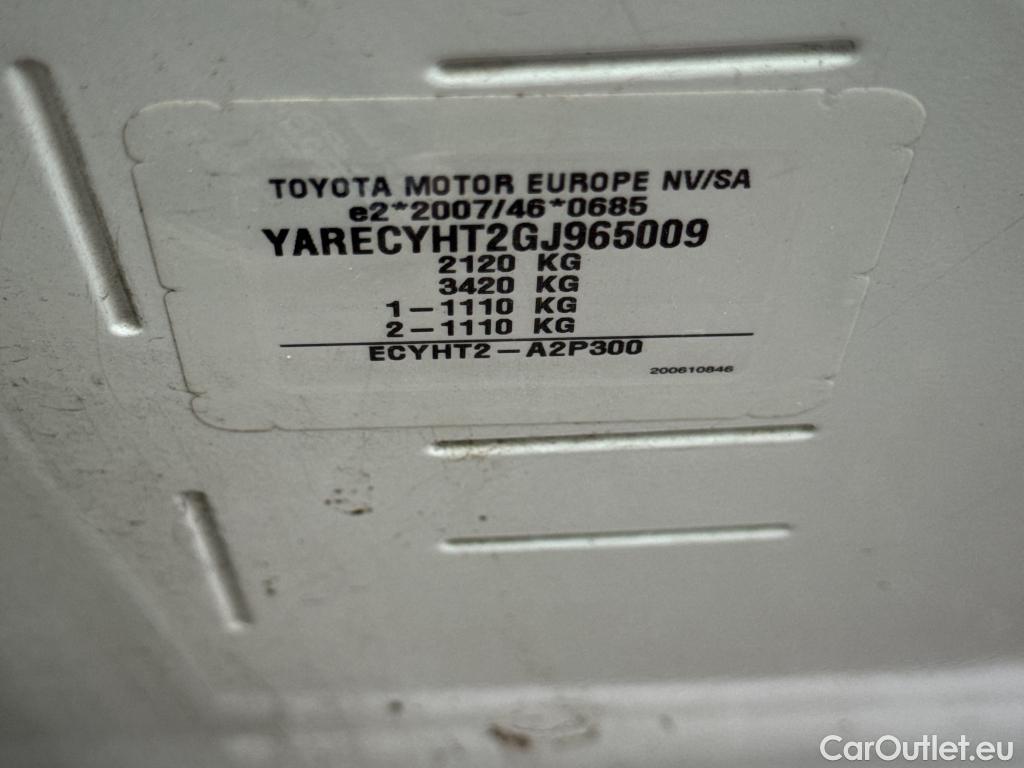 TOYOTA MOTOR EUROPE NV/SA
e2*2007/46*0685
YARECYHT2GJ965009
2120 KG
3420 KG
1-1110 KG
2-1110 KG
ECYHT2-A2P300
200610846
CarOutlet.eu